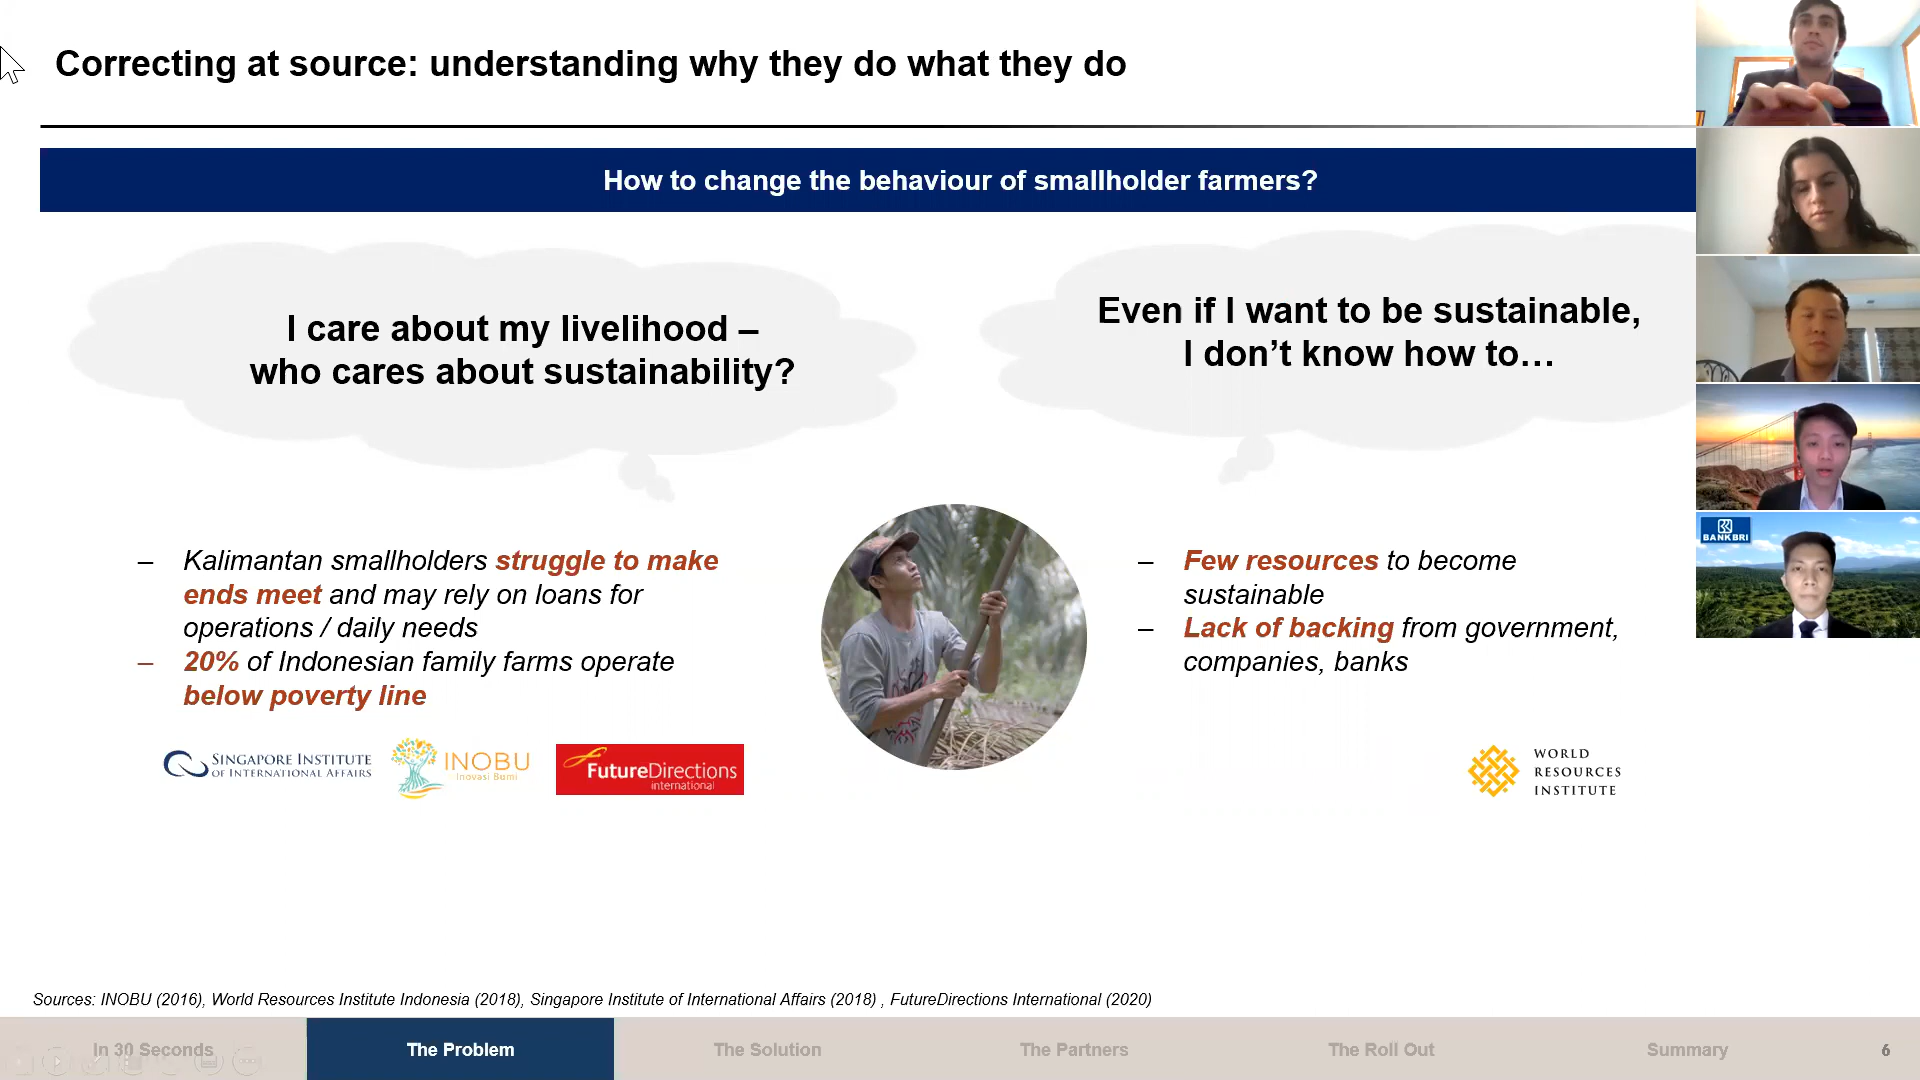 Correcting at source: understanding why they do what they do
How to change the behaviour of smallholder farmers?
I care about my livelihood –
who cares about sustainability?
Even if I want to be sustainable,
I don’t know how to…
– Kalimantan smallholders struggle to make
ends meet and may rely on loans for
operations / daily needs
– 20% of Indonesian family farms operate
below poverty line
– Few resources to become
sustainable
– Lack of backing from government,
companies, banks
SINGAPORE INSTITUTE
OF INTERNATIONAL AFFAIRS
INOBU
Inovasi Bumi
FutureDirections
international
WORLD
RESOURCES
INSTITUTE
BANK BRI
Sources: INOBU (2016), World Resources Institute Indonesia (2018), Singapore Institute of International Affairs (2018) , FutureDirections International (2020)
In 30 Seconds
The Problem
The Solution
The Partners
The Roll Out
Summary
6